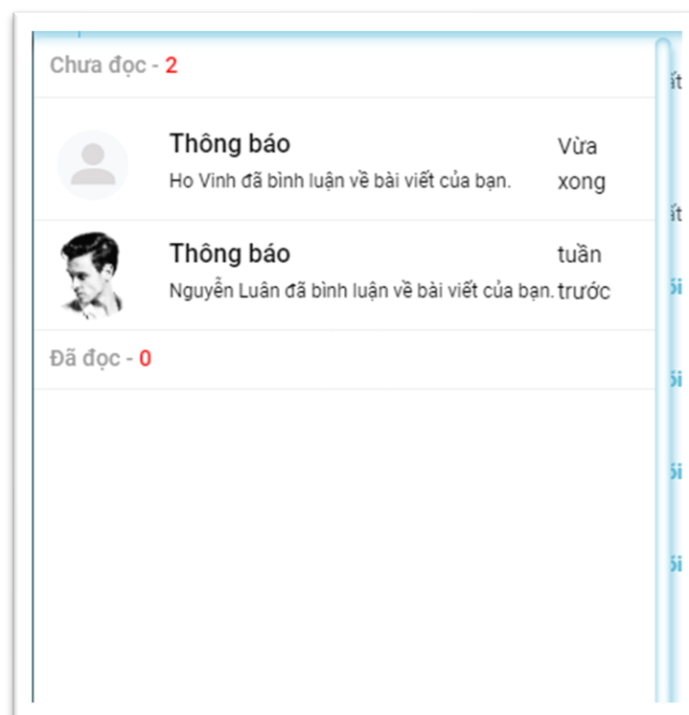 Chưa đọc - 2
Thông báo
Vừa
Ho Vinh đã bình luận về bài viết của bạn.
xong
Thông báo
tuần
Nguyễn Luân đã bình luận về bài viết của bạn.
trước
Đã đọc - 0